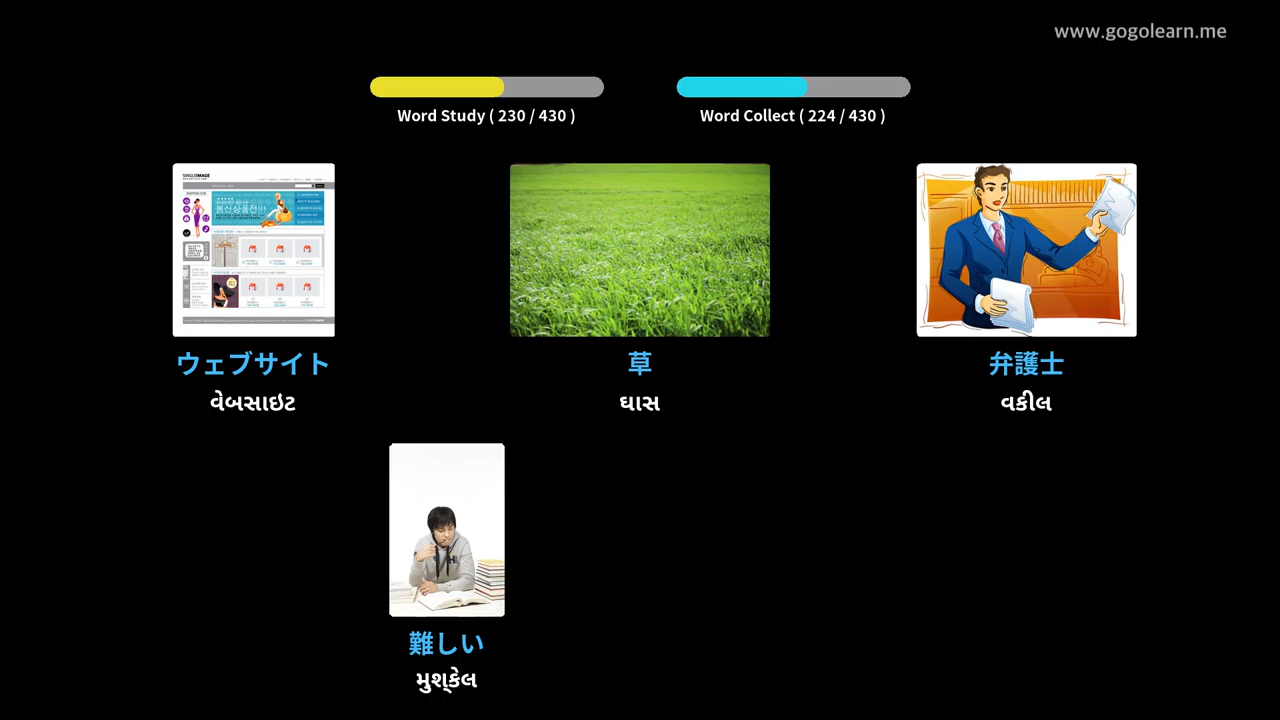 www.gogolearn.me
Word Study ( 230 / 430 )
Word Collect ( 224 / 430 )
ウェブサイト
વેબસાઇટ
草
ઘાસ
弁護士
વકીલ
難しい
મુશ્કેલ